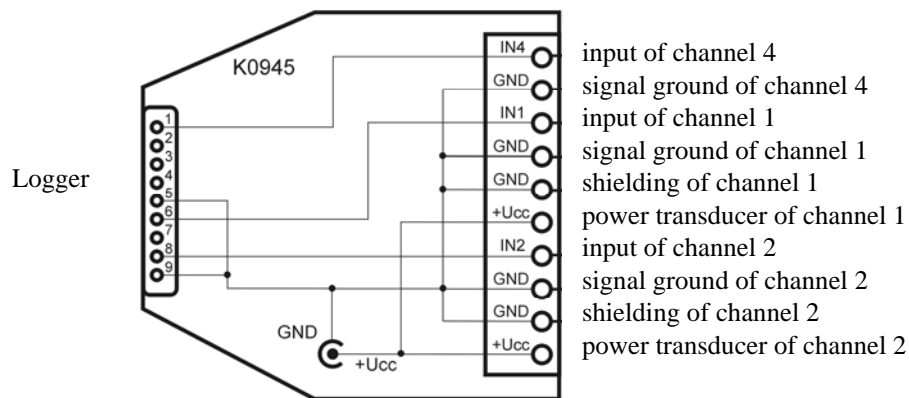 K0945
Logger
1
2
3
4
5
6
7
8
9
IN4 input of channel 4
GND signal ground of channel 4
IN1 input of channel 1
GND signal ground of channel 1
GND shielding of channel 1
+Ucc power transducer of channel 1
IN2 input of channel 2
GND signal ground of channel 2
GND shielding of channel 2
+Ucc power transducer of channel 2
GND
+Ucc